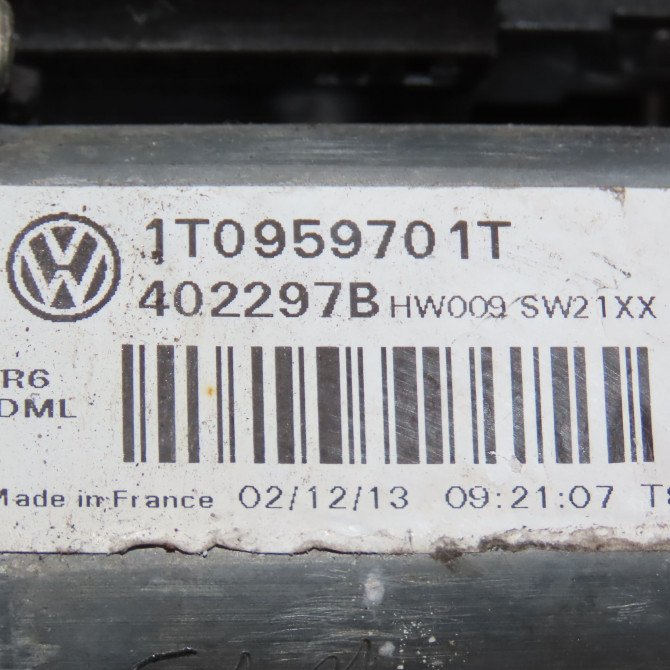 1T0959701T
402297B HW009 SW21XX
R6
DML
Made in France 02/12/13 09:21:07